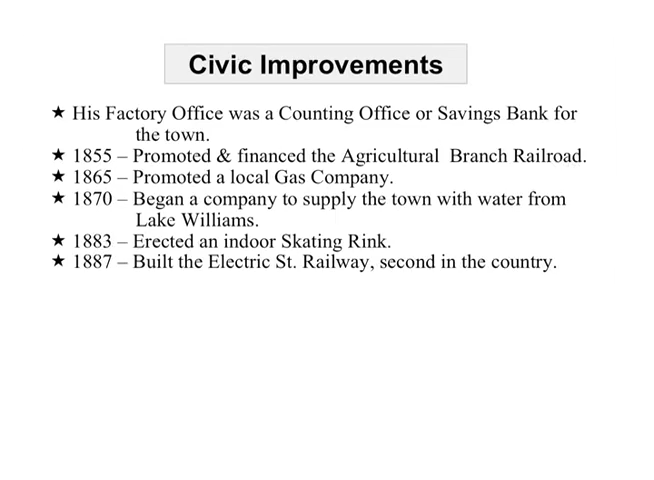 Civic Improvements
★ His Factory Office was a Counting Office or Savings Bank for
the town.
★ 1855 – Promoted & financed the Agricultural Branch Railroad.
★ 1865 – Promoted a local Gas Company.
★ 1870 – Began a company to supply the town with water from
Lake Williams.
★ 1883 – Erected an indoor Skating Rink.
★ 1887 – Built the Electric St. Railway, second in the country.